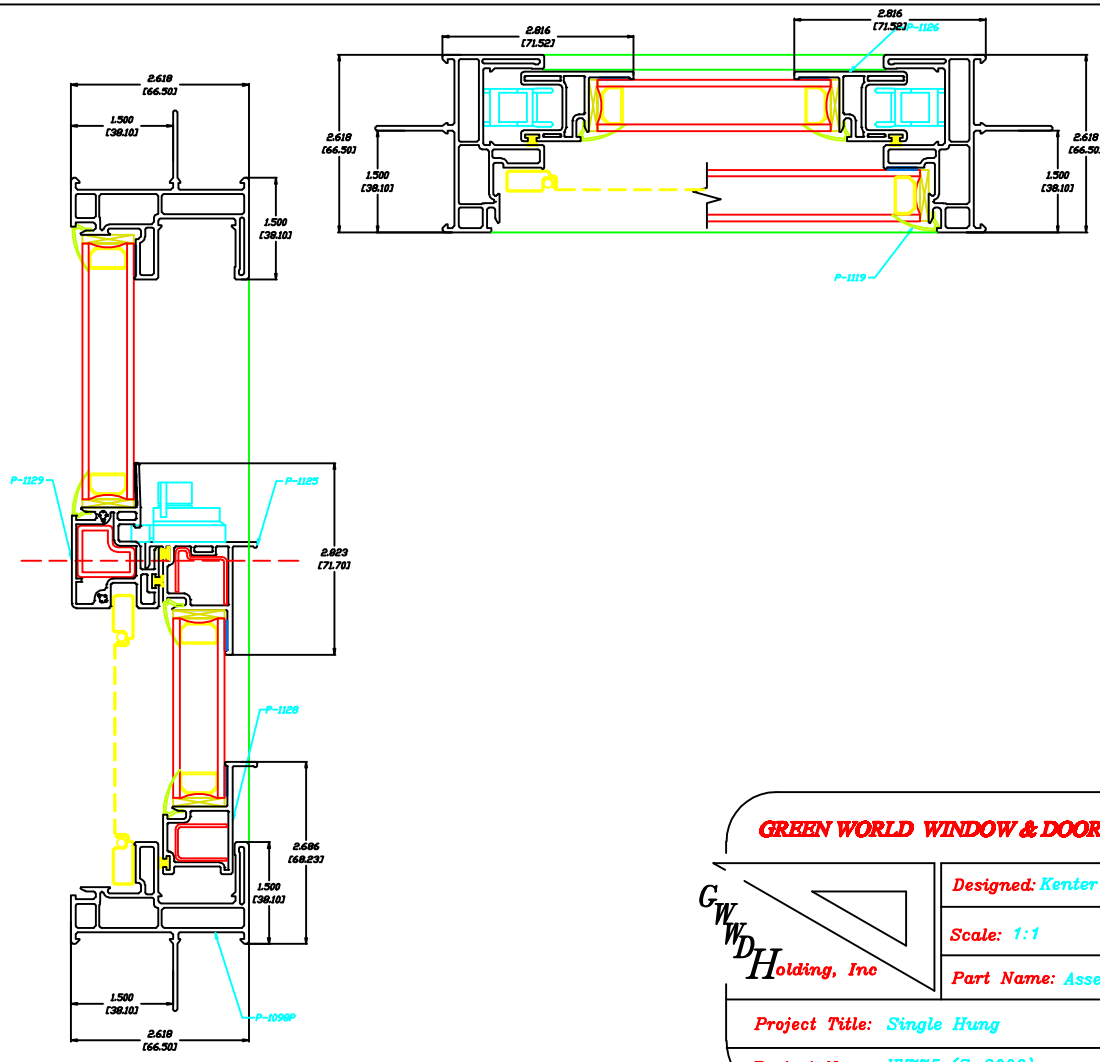 2.816
[71.52]
2.816
[71.52]
P-1126
2.618
[66.50]
1.500
[38.10]
2.618
[66.50]
1.500
[38.10]
2.618
[66.50]
1.500
[38.10]
1.500
[38.10]
P-1119
P-1129
P-1125
2.823
[71.70]
P-1128
2.686
[68.23]
1.500
[38.10]
1.500
[38.10]
2.618
[66.50]
P-1098P
GREEN WORLD WINDOW & DOOR
GWWDHolding, Inc
Designed: Kenter
Scale: 1:1
Part Name: Asse
Project Title: Single Hung